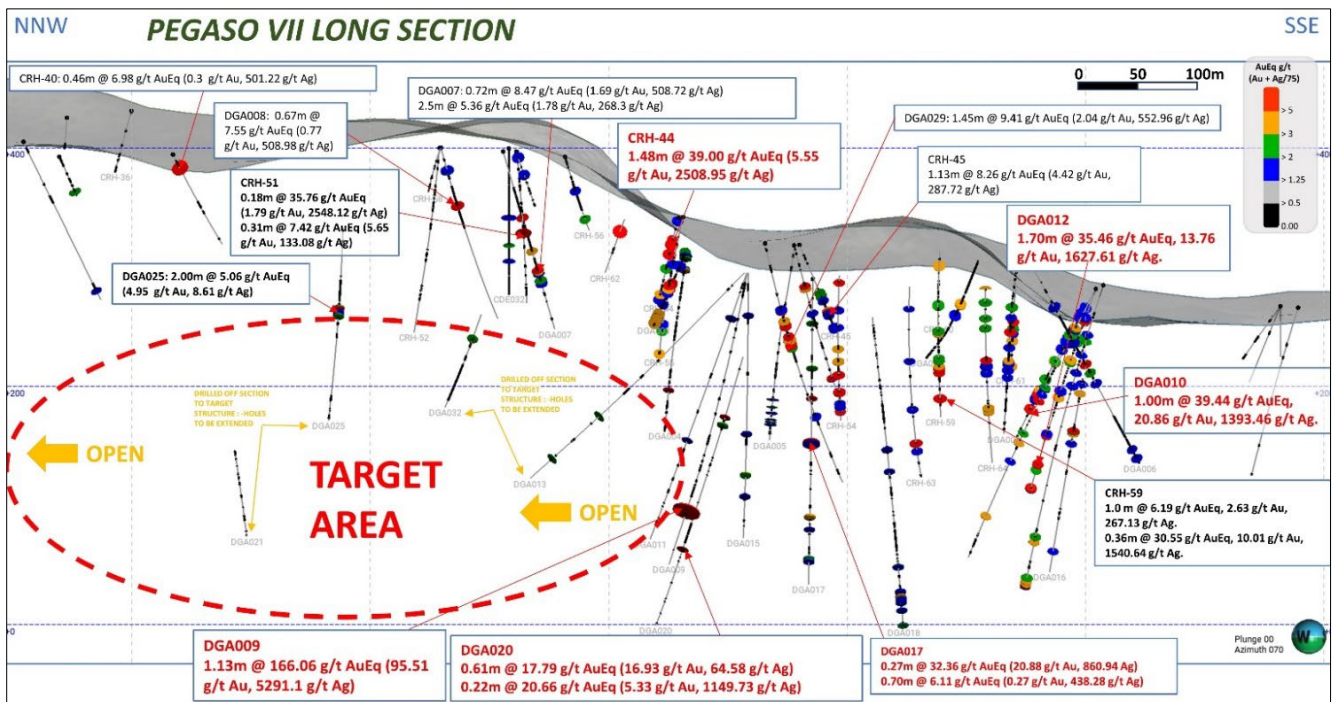 NNW
PEGASO VII LONG SECTION
SSE
CRH-40: 0.46m @ 6.98 g/t AuEq (0.3 g/t Au, 501.22 g/t Ag)
DGA008: 0.67m @
7.55 g/t AuEq (0.77
g/t Au, 508.98 g/t Ag)
DGA007: 0.72m @ 8.47 g/t AuEq (1.69 g/t Au, 508.72 g/t Ag)
2.5m @ 5.36 g/t AuEq (1.78 g/t Au, 268.3 g/t Ag)
0 50 100m
AuEq g/t
(Au + Ag/75)
> 5
> 3
> 2
> 1.25
> 0.5
0.00
DGA029: 1.45m @ 9.41 g/t AuEq (2.04 g/t Au, 552.96 g/t Ag)
CRH-44
1.48m @ 39.00 g/t AuEq (5.55
g/t Au, 2508.95 g/t Ag)
CRH-45
1.13m @ 8.26 g/t AuEq (4.42 g/t Au,
287.72 g/t Ag)
+400
CRH-36
CRH-51
0.18m @ 35.76 g/t AuEq
(1.79 g/t Au, 2548.12 g/t Ag)
0.31m @ 7.42 g/t AuEq (5.65
g/t Au, 133.08 g/t Ag)
DGA012
1.70m @ 35.46 g/t AuEq, 13.76
g/t Au, 1627.61 g/t Ag.
CRH-56
CRH-62
DGA025: 2.00m @ 5.06 g/t AuEq
(4.95 g/t Au, 8.61 g/t Ag)
CDE032
DGA007
CRH-52
CRH-45
DGA010
1.00m @ 39.44 g/t AuEq,
20.86 g/t Au, 1393.46 g/t Ag.
+200
DRILLED OFF SECTION
TO TARGET
STRUCTURE : -HOLES
TO BE EXTENDED
DRILLED OFF SECTION
TO TARGET
STRUCTURE : -HOLES
TO BE EXTENDED
DGA032
DGA025
CRH-54
CRH-59
DGA005
OPEN
TARGET
AREA
DGA013
OPEN
CRH-63
CRH-64
DGA006
CRH-59
1.0 m @ 6.19 g/t AuEq, 2.63 g/t Au,
267.13 g/t Ag.
0.36m @ 30.55 g/t AuEq, 10.01 g/t Au,
1540.64 g/t Ag.
DGA021
DGA011
DGA015
DGA009
DGA017
DGA016
+0
DGA020
DGA018
DGA009
1.13m @ 166.06 g/t AuEq (95.51
g/t Au, 5291.1 g/t Ag)
DGA020
0.61m @ 17.79 g/t AuEq (16.93 g/t Au, 64.58 g/t Ag)
0.22m @ 20.66 g/t AuEq (5.33 g/t Au, 1149.73 g/t Ag)
DGA017
0.27m @ 32.36 g/t AuEq (20.88 g/t Au, 860.94 g/t Ag)
0.70m @ 6.11 g/t AuEq (0.27 g/t Au, 438.28 g/t Ag)
Plunge 00
Azimuth 070
W